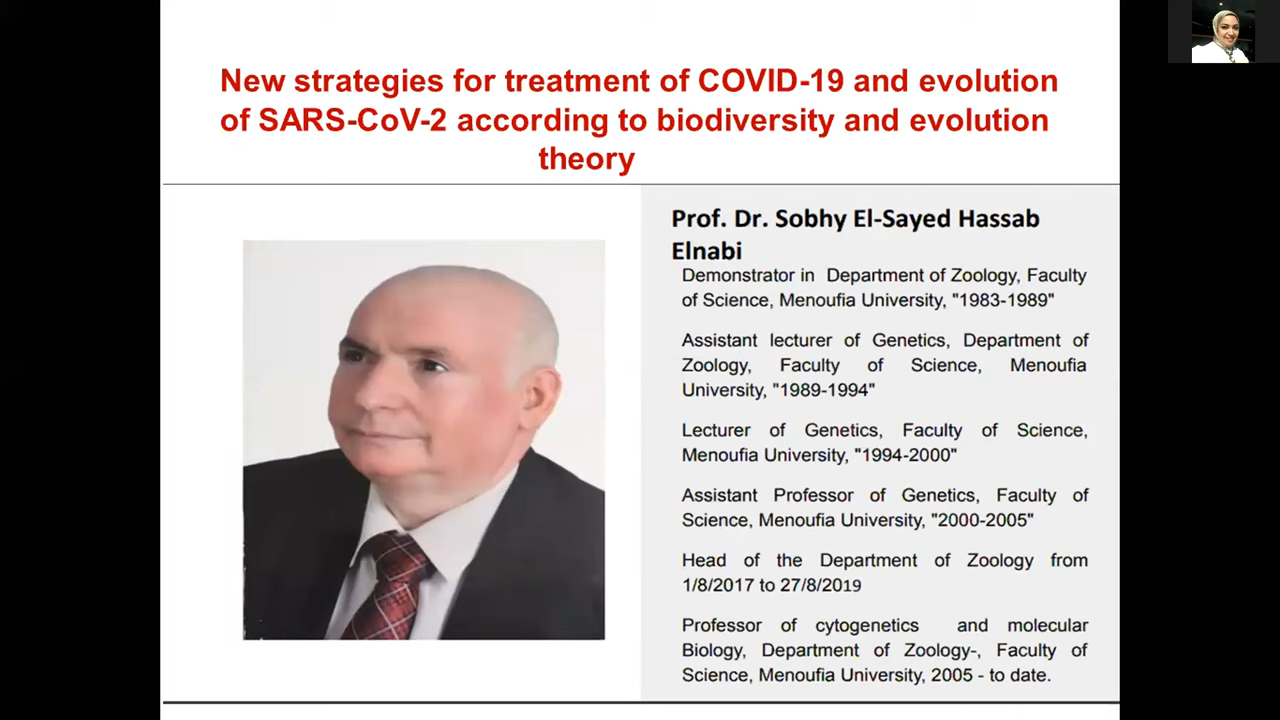 New strategies for treatment of COVID-19 and evolution
of SARS-CoV-2 according to biodiversity and evolution
theory
Prof. Dr. Sobhy El-Sayed Hassab
Elnabi
Demonstrator in Department of Zoology, Faculty
of Science, Menoufia University, "1983-1989"
Assistant lecturer of Genetics, Department of
Zoology, Faculty of Science, Menoufia
University, "1989-1994"
Lecturer of Genetics, Faculty of Science,
Menoufia University, "1994-2000"
Assistant Professor of Genetics, Faculty of
Science, Menoufia University, "2000-2005"
Head of the Department of Zoology from
1/8/2017 to 27/8/2019
Professor of cytogenetics and molecular
Biology, Department of Zoology-, Faculty of
Science, Menoufia University, 2005 - to date.